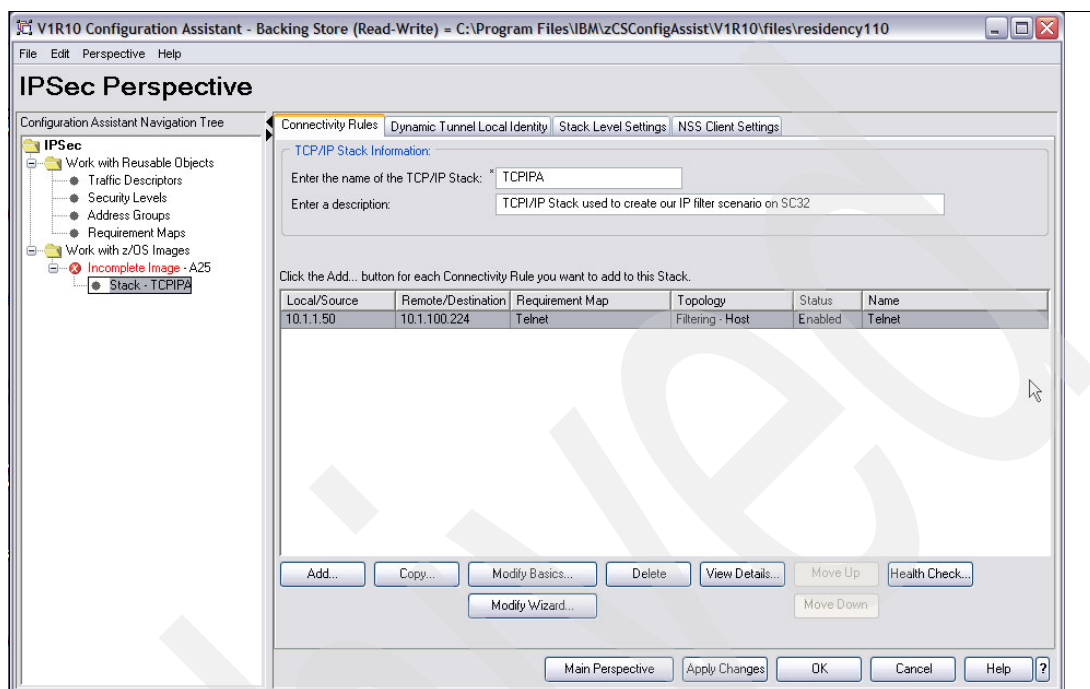 V1R10 Configuration Assistant - Backing Store (Read-Write) = C:\Program Files\IBM\zCSConfigAssist\V1R10\files\residency110
File Edit Perspective Help
IPSec Perspective
Configuration Assistant Navigation Tree
IPSec
Work with Reusable Objects
Traffic Descriptors
Security Levels
Address Groups
Requirement Maps
Work with z/OS Images
Incomplete Image - A25
Stack - TCPIPA
Connectivity Rules Dynamic Tunnel Local Identity Stack Level Settings NSS Client Settings
TCP/IP Stack Information:
Enter the name of the TCP/IP Stack: * TCPIPA
Enter a description: TCPI/IP Stack used to create our IP filter scenario on SC32
Click the Add... button for each Connectivity Rule you want to add to this Stack.
Local/Source Remote/Destination Requirement Map Topology Status Name
10.1.1.50 10.1.100.224 Telnet Filtering - Host Enabled Telnet
Add... Copy... Modify Basics... Delete View Details... Move Up Health Check...
Modify Wizard... Move Down
Main Perspective Apply Changes OK Cancel Help ?